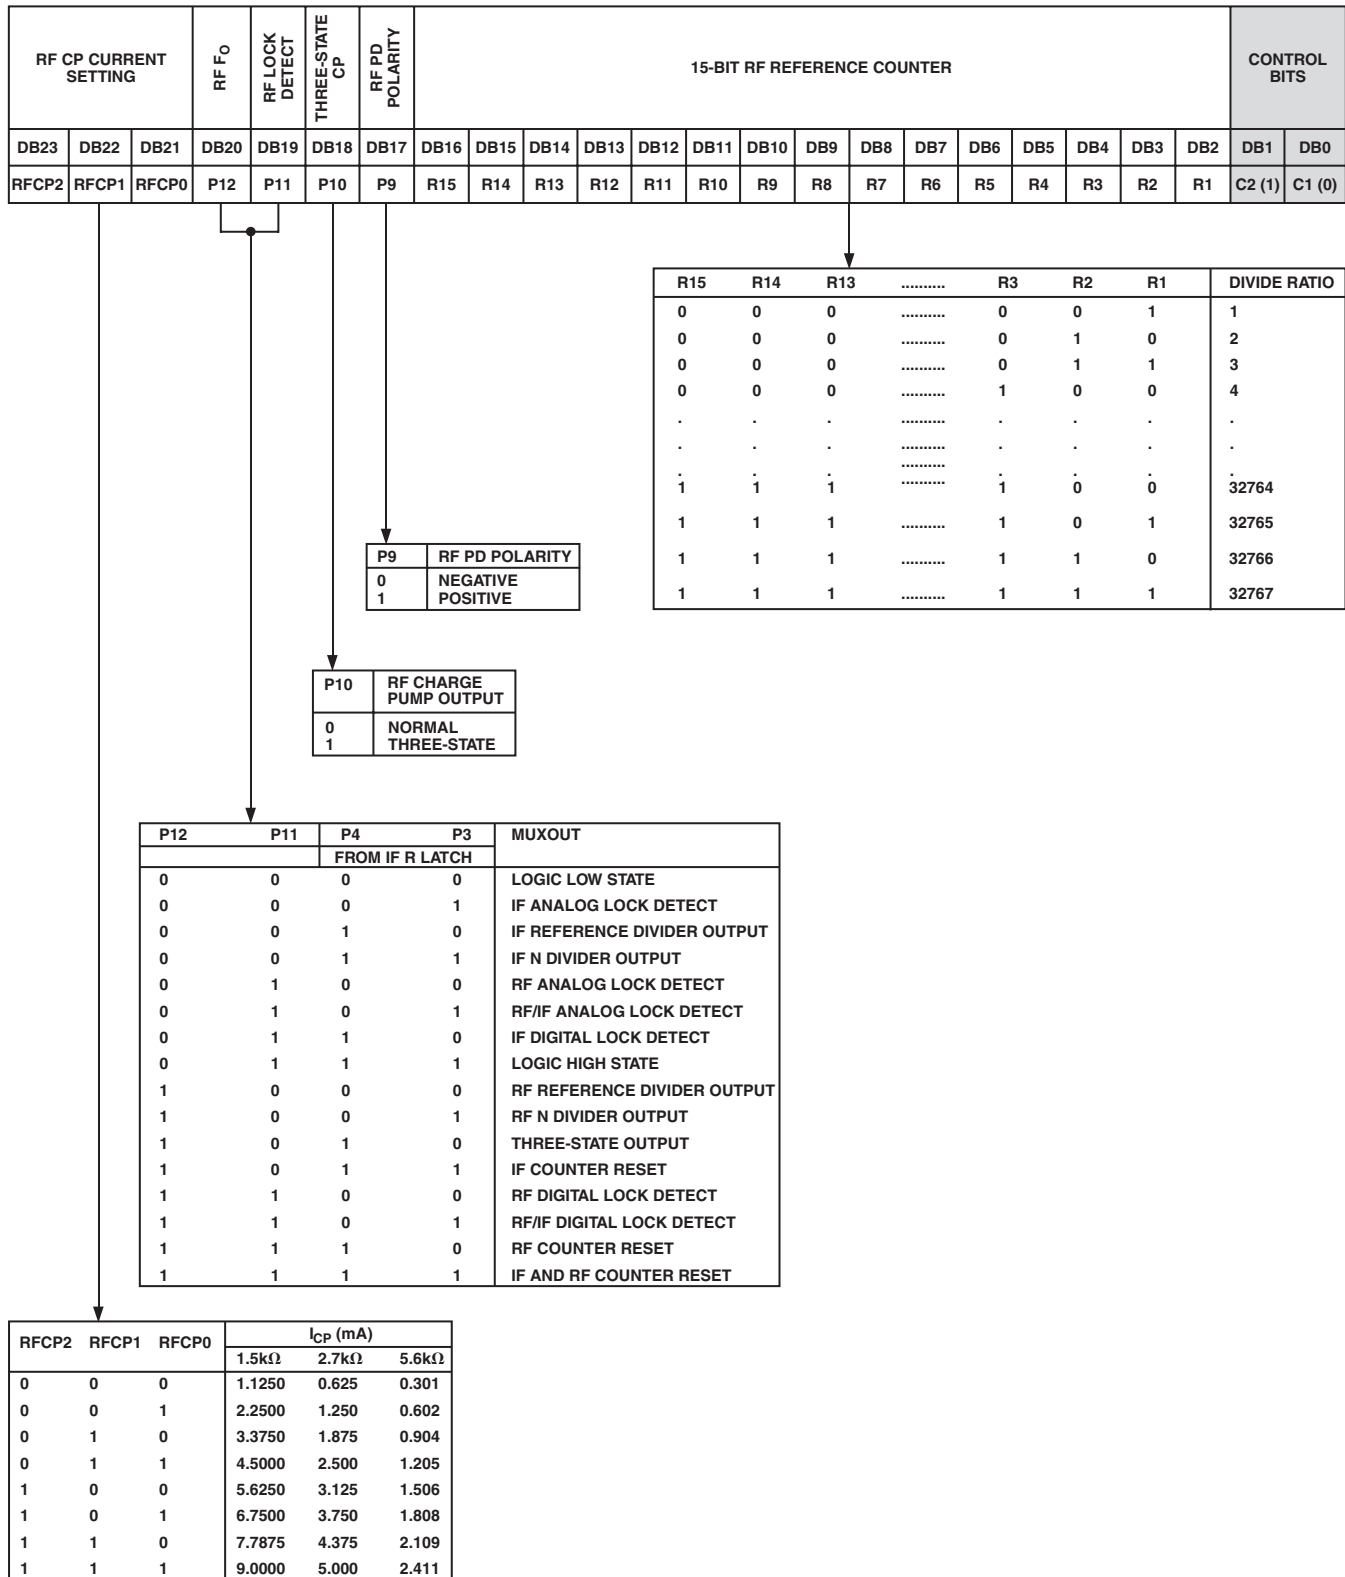 RF CP CURRENT SETTING RF FO RF LOCK DETECT THREE-STATE CP RF PD POLARITY 15-BIT RF REFERENCE COUNTER CONTROL BITS
DB23 DB22 DB21 DB20 DB19 DB18 DB17 DB16 DB15 DB14 DB13 DB12 DB11 DB10 DB9 DB8 DB7 DB6 DB5 DB4 DB3 DB2 DB1 DB0
RFCP2 RFCP1 RFCP0 P12 P11 P10 P9 R15 R14 R13 R12 R11 R10 R9 R8 R7 R6 R5 R4 R3 R2 R1 C2 (1) C1 (0)
R15 R14 R13 .......... R3 R2 R1 DIVIDE RATIO
0 0 0 .......... 0 0 1 1
0 0 0 .......... 0 1 0 2
0 0 0 .......... 0 1 1 3
0 0 0 .......... 1 0 0 4
. . . .......... . . . .
. . . .......... . . . .
. . . .......... . . . .
1 1 1 .......... 1 0 0 32764
1 1 1 .......... 1 0 1 32765
1 1 1 .......... 1 1 0 32766
1 1 1 .......... 1 1 1 32767
P9 RF PD POLARITY
0 NEGATIVE
1 POSITIVE
P10 RF CHARGE
PUMP OUTPUT
0 NORMAL
1 THREE-STATE
P12 P11 P4 P3 MUXOUT
FROM IF R LATCH
0 0 0 0 LOGIC LOW STATE
0 0 0 1 IF ANALOG LOCK DETECT
0 0 1 0 IF REFERENCE DIVIDER OUTPUT
0 0 1 1 IF N DIVIDER OUTPUT
0 1 0 0 RF ANALOG LOCK DETECT
0 1 0 1 RF/IF ANALOG LOCK DETECT
0 1 1 0 IF DIGITAL LOCK DETECT
0 1 1 1 LOGIC HIGH STATE
1 0 0 0 RF REFERENCE DIVIDER OUTPUT
1 0 0 1 RF N DIVIDER OUTPUT
1 0 1 0 THREE-STATE OUTPUT
1 0 1 1 IF COUNTER RESET
1 1 0 0 RF DIGITAL LOCK DETECT
1 1 0 1 RF/IF DIGITAL LOCK DETECT
1 1 1 0 RF COUNTER RESET
1 1 1 1 IF AND RF COUNTER RESET
RFCP2 RFCP1 RFCP0 ICP (mA)
1.5kΩ 2.7kΩ 5.6kΩ
0 0 0 1.1250 0.625 0.301
0 0 1 2.2500 1.250 0.602
0 1 0 3.3750 1.875 0.904
0 1 1 4.5000 2.500 1.205
1 0 0 5.6250 3.125 1.506
1 0 1 6.7500 3.750 1.808
1 1 0 7.7875 4.375 2.109
1 1 1 9.0000 5.000 2.411